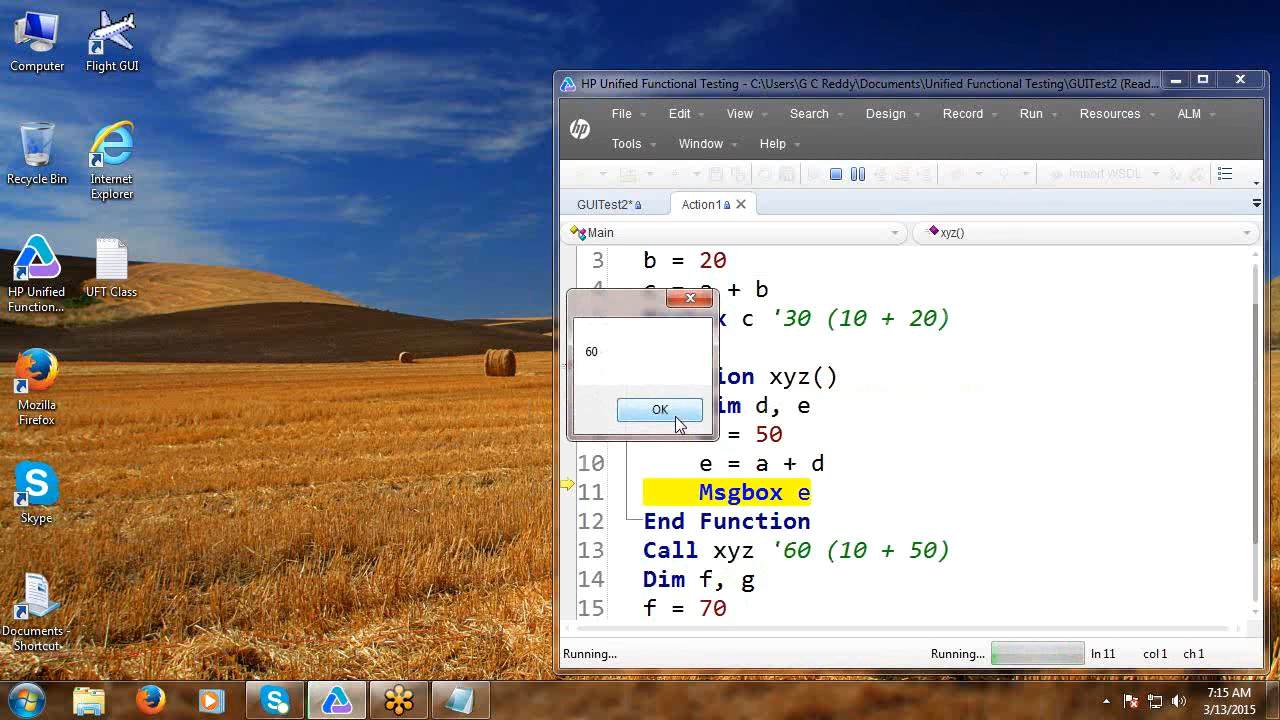 Computer
Flight GUI
Recycle Bin
Internet
Explorer
HP Unified
Function...
UFT Class
Mozilla
Firefox
Skype
Documents -
Shortcut
HP Unified Functional Testing - C:\Users\G C Reddy\Documents\Unified Functional Testing\GUITest2 (Read...
hp
File Edit View Search Design Record Run Resources ALM
Tools Window Help
Import WSDL
GUITest2* Action1
Main xyz()
3 b = 20
4 + b
x c '30 (10 + 20)
ion xyz()
im d, e
= 50
10 e = a + d
11 Msgbox e
12 End Function
13 Call xyz '60 (10 + 50)
14 Dim f, g
15 f = 70
60
OK
Running... Running... ln 11 col 1 ch 1
7:15 AM
3/13/2015